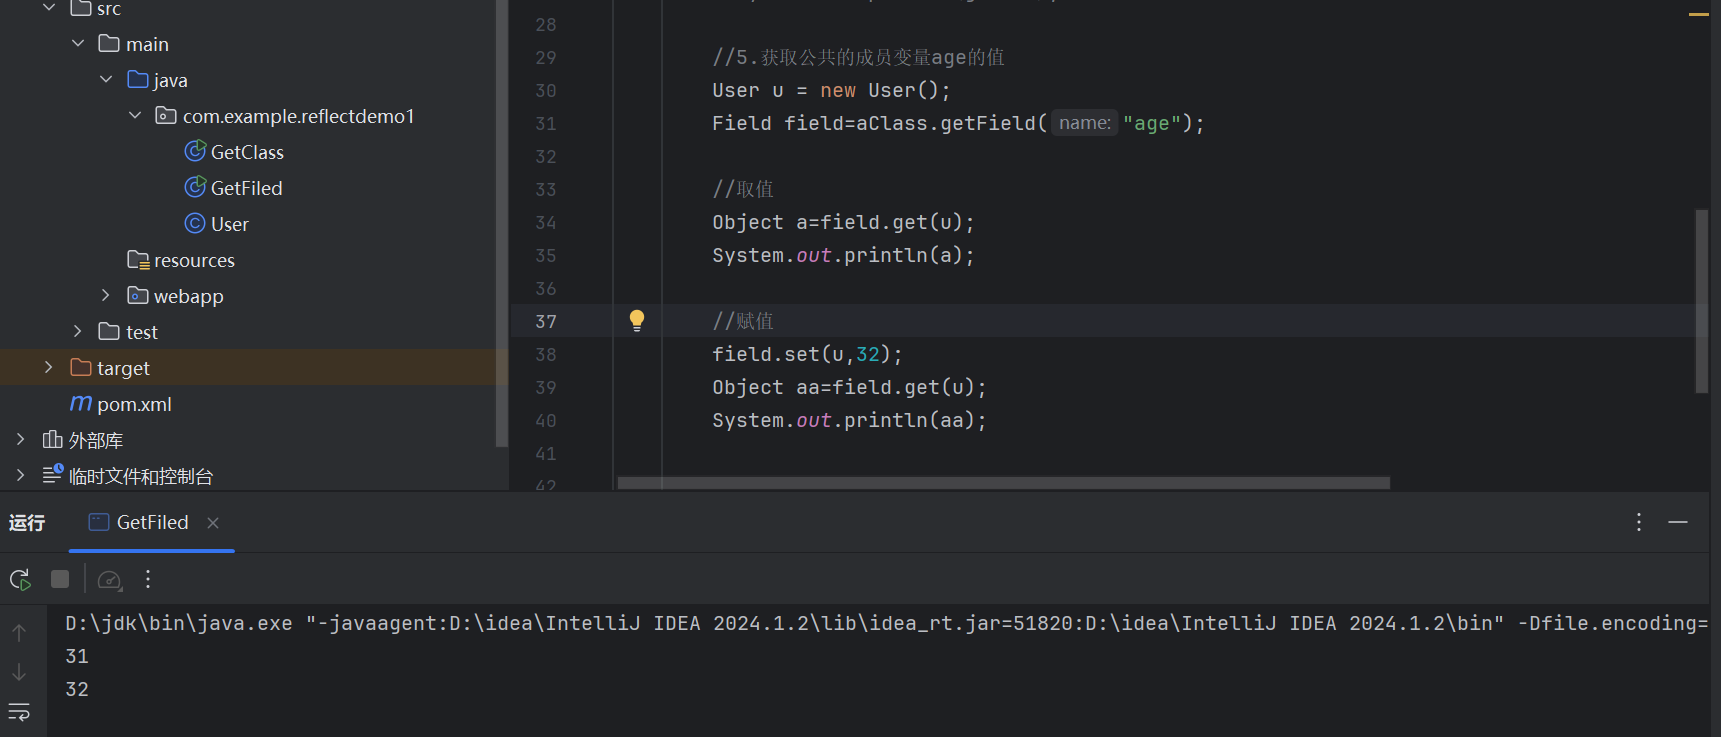 src
main
java
com.example.reflectdemo1
GetClass
GetFiled
User
resources
webapp
test
target
pom.xml
外部库
临时文件和控制台
28
29 //5.获取公共的成员变量age的值
30 User u = new User();
31 Field field=aClass.getField( name: "age");
32
33 //取值
34 Object a=field.get(u);
35 System.out.println(a);
36
37 //赋值
38 field.set(u,32);
39 Object aa=field.get(u);
40 System.out.println(aa);
41
42
运行 GetFiled
D:\jdk\bin\java.exe "-javaagent:D:\idea\IntelliJ IDEA 2024.1.2\lib\idea_rt.jar=51820:D:\idea\IntelliJ IDEA 2024.1.2\bin" -Dfile.encoding=
31
32